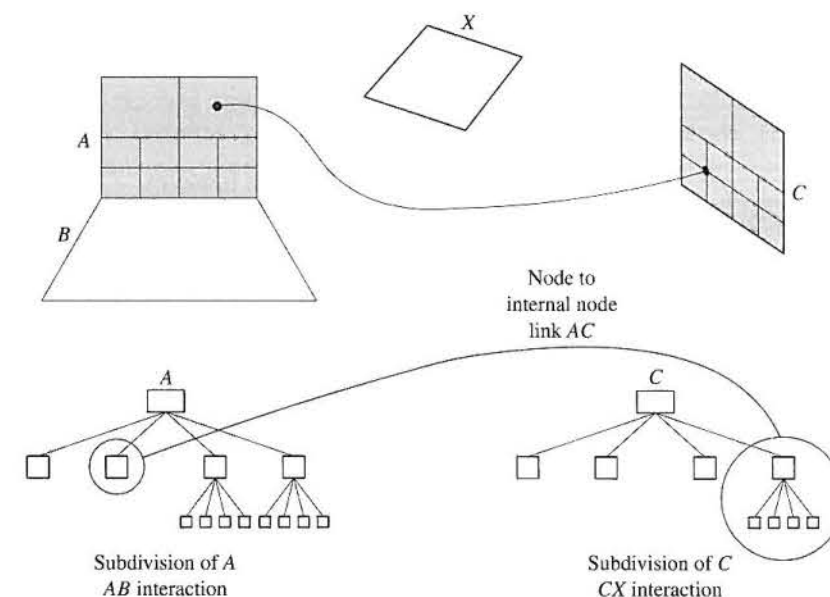 X
A
B
C
Node to
internal node
link AC
A
C
Subdivision of A
AB interaction
Subdivision of C
CX interaction